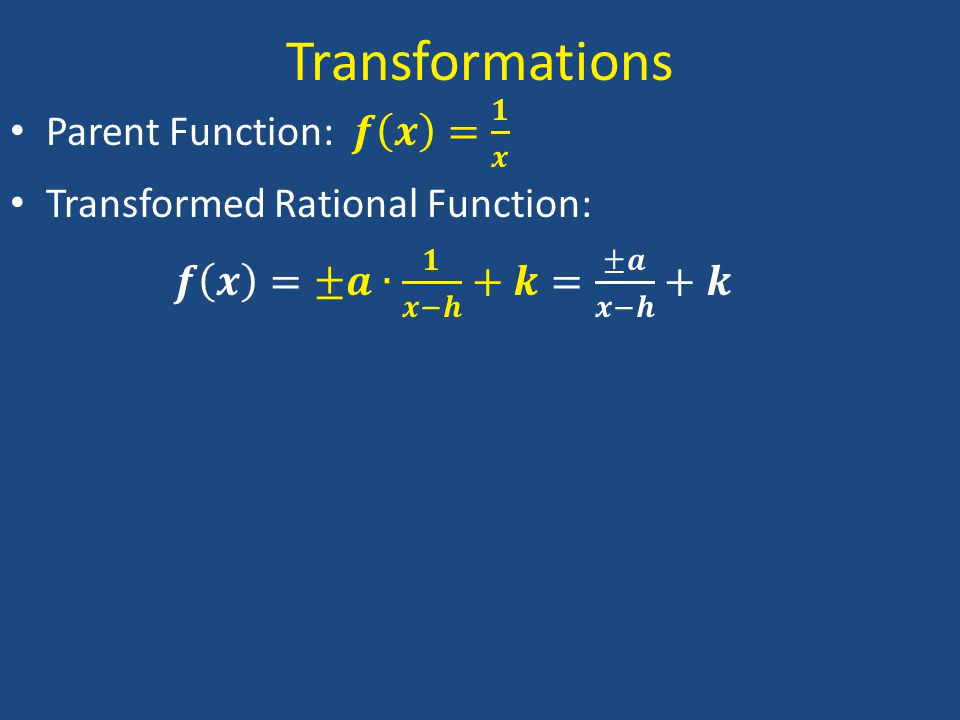 Transformations
• Parent Function: f(x) = 1/x
• Transformed Rational Function:
f(x) = ±a · 1/(x−h) + k = ±a/(x−h) + k